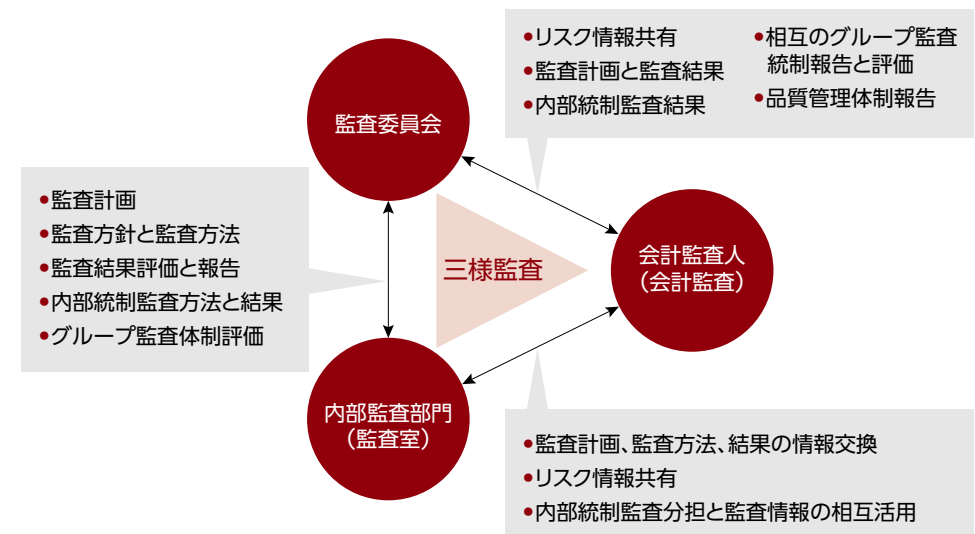 監査委員会
•リスク情報共有
•監査計画と監査結果
•内部統制監査結果
•相互のグループ監査
統制報告と評価
•品質管理体制報告
•監査計画
•監査方針と監査方法
•監査結果評価と報告
•内部統制監査方法と結果
•グループ監査体制評価
三様監査
会計監査人
（会計監査）
内部監査部門
（監査室）
•監査計画、監査方法、結果の情報交換
•リスク情報共有
•内部統制監査分担と監査情報の相互活用